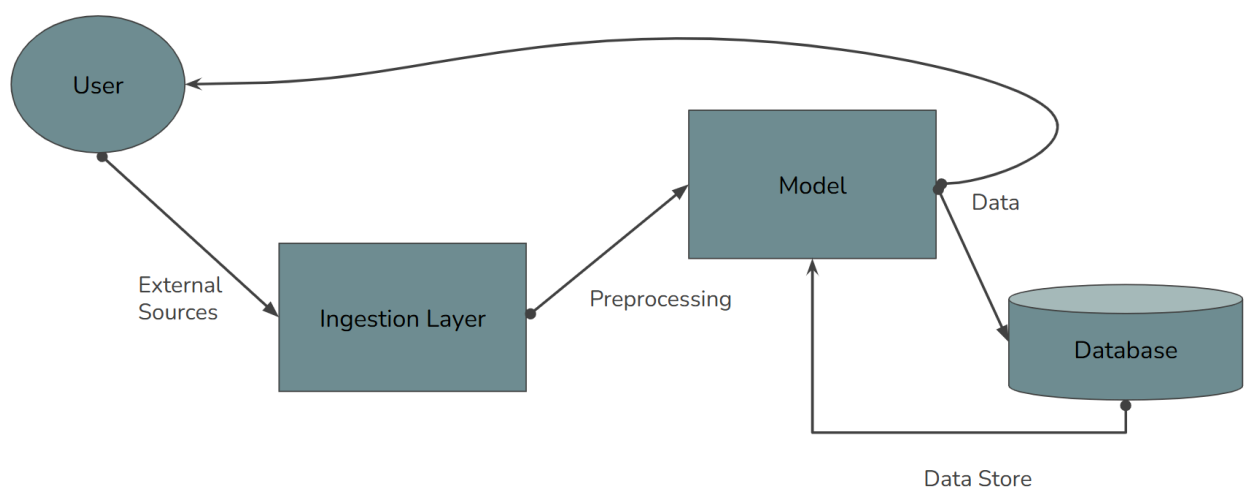 User
Model
Data
External
Sources
Preprocessing
Ingestion Layer
Database
Data Store